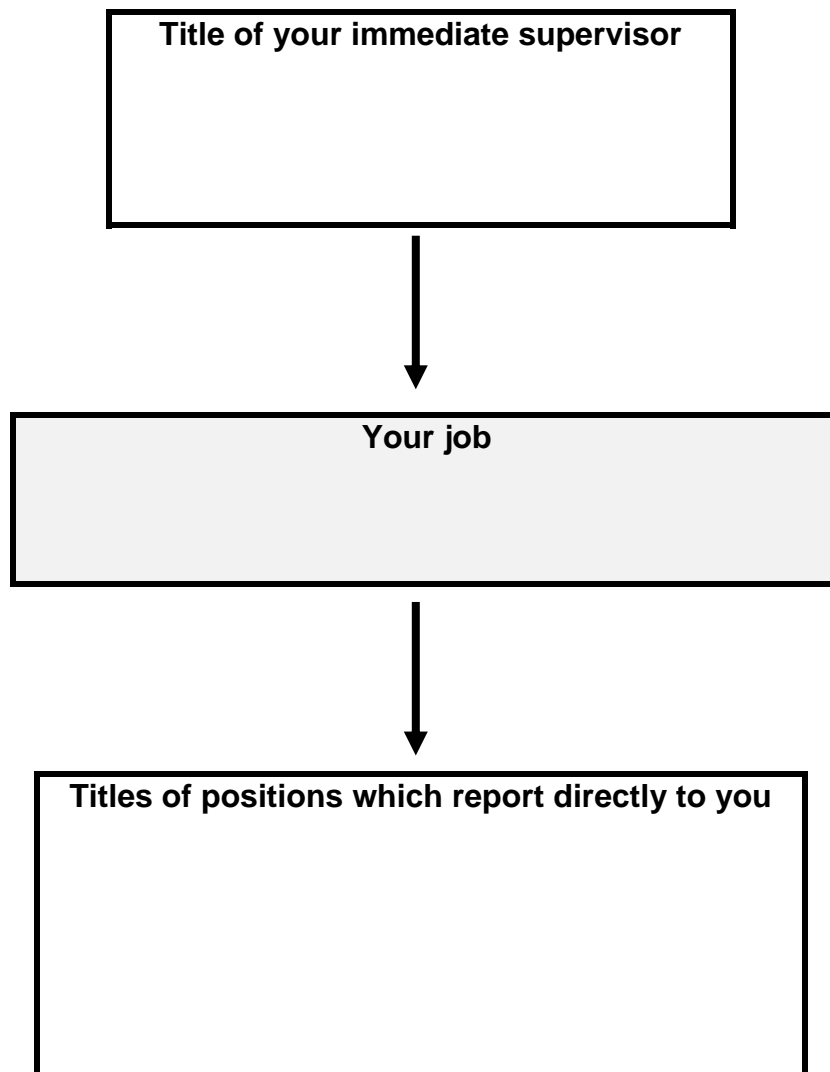 Title of your immediate supervisor
Your job
Titles of positions which report directly to you